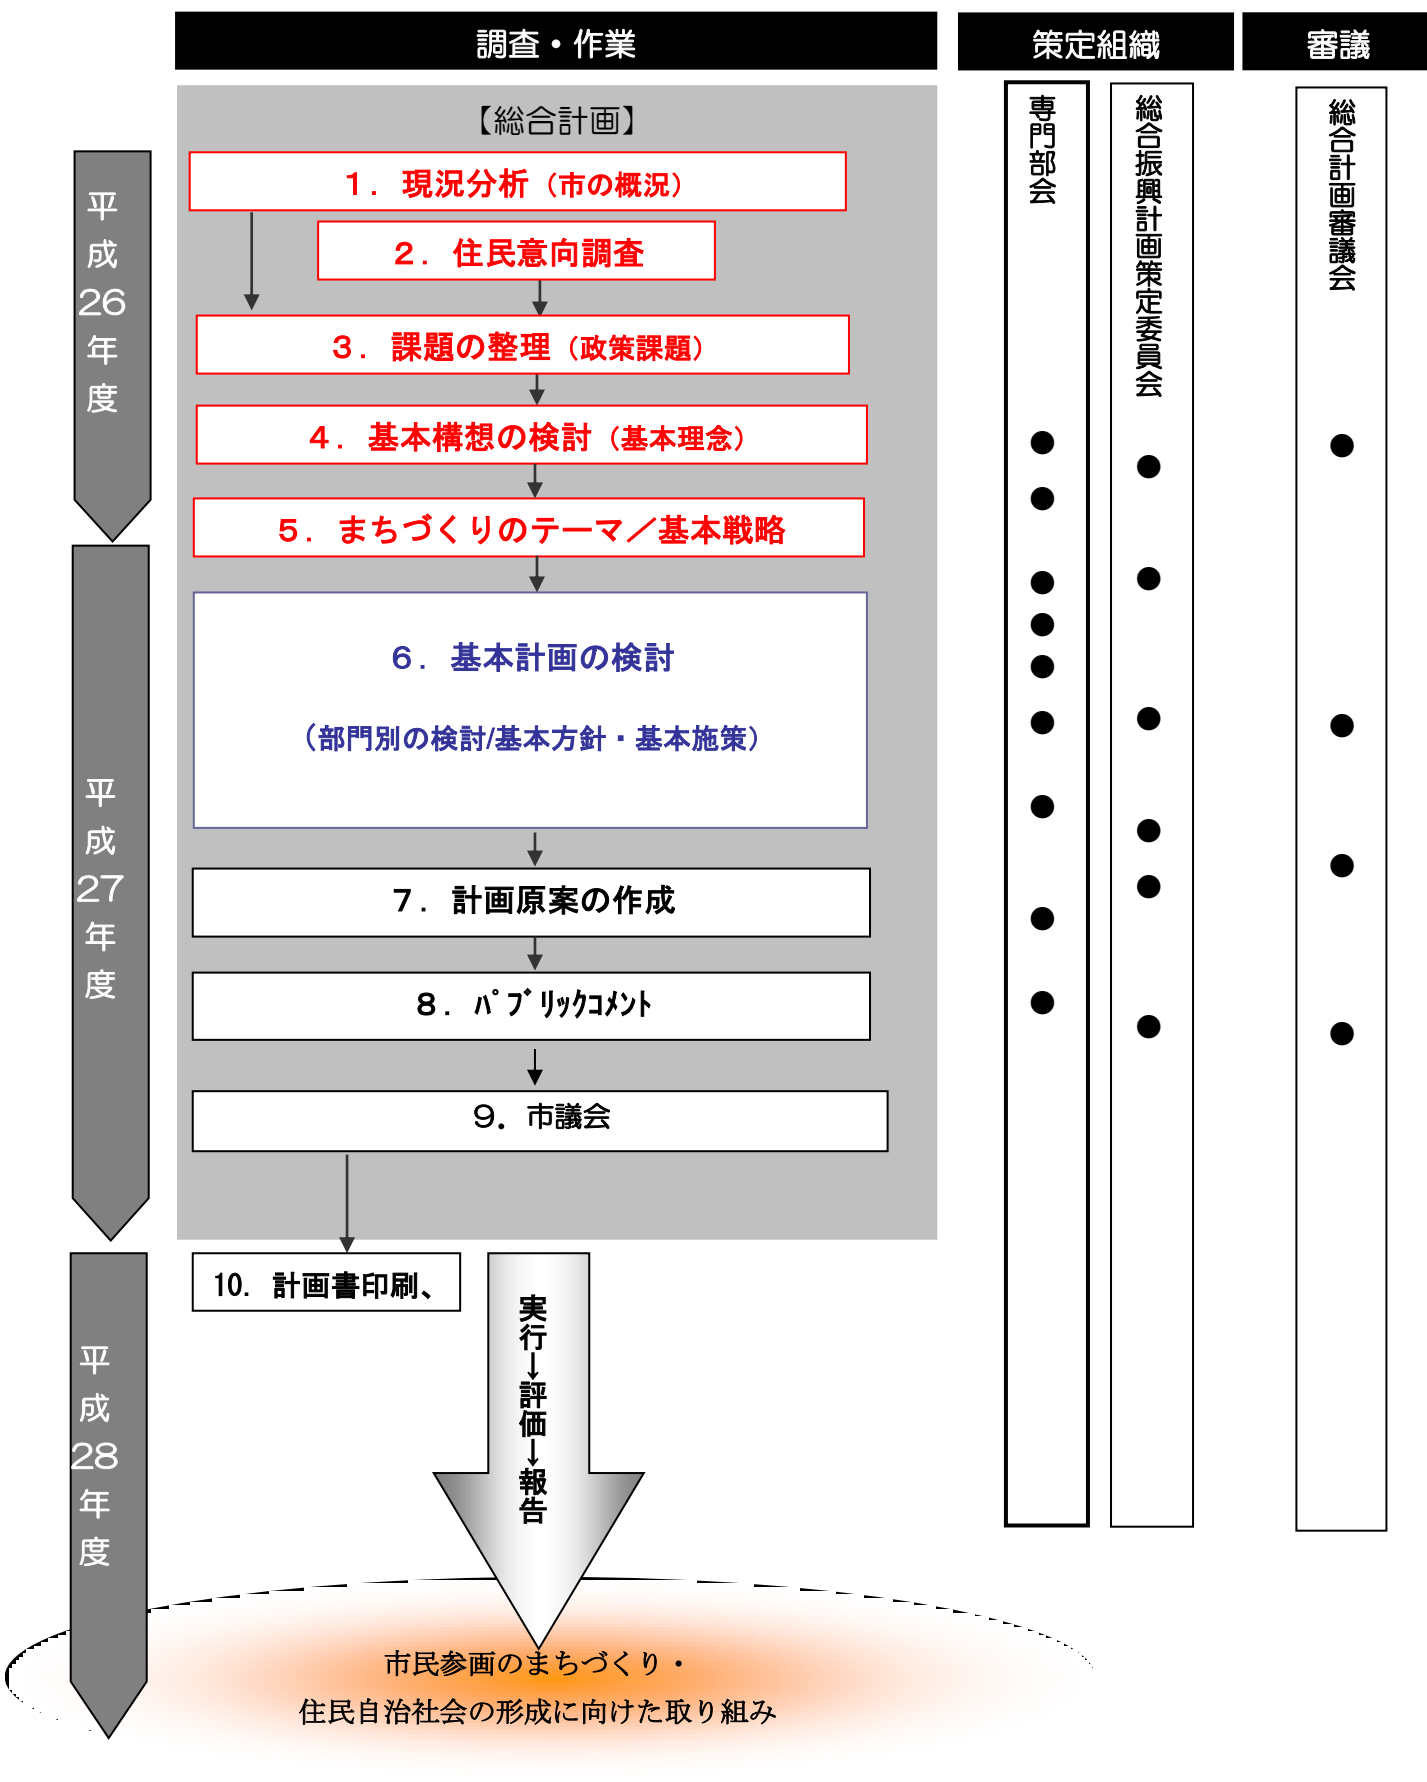 調査・作業
策定組織
審議
【総合計画】
専門部会
総合振興計画策定委員会
総合計画審議会
平成26年度
１．現況分析（市の概況）
２．住民意向調査
３．課題の整理（政策課題）
４．基本構想の検討（基本理念）
５．まちづくりのテーマ／基本戦略
平成27年度
６．基本計画の検討
（部門別の検討/基本方針・基本施策）
７．計画原案の作成
８．ﾊﾟﾌﾞﾘｯｸｺﾒﾝﾄ
９．市議会
平成28年度
10．計画書印刷、
実行→評価→報告
市民参画のまちづくり・
住民自治社会の形成に向けた取り組み